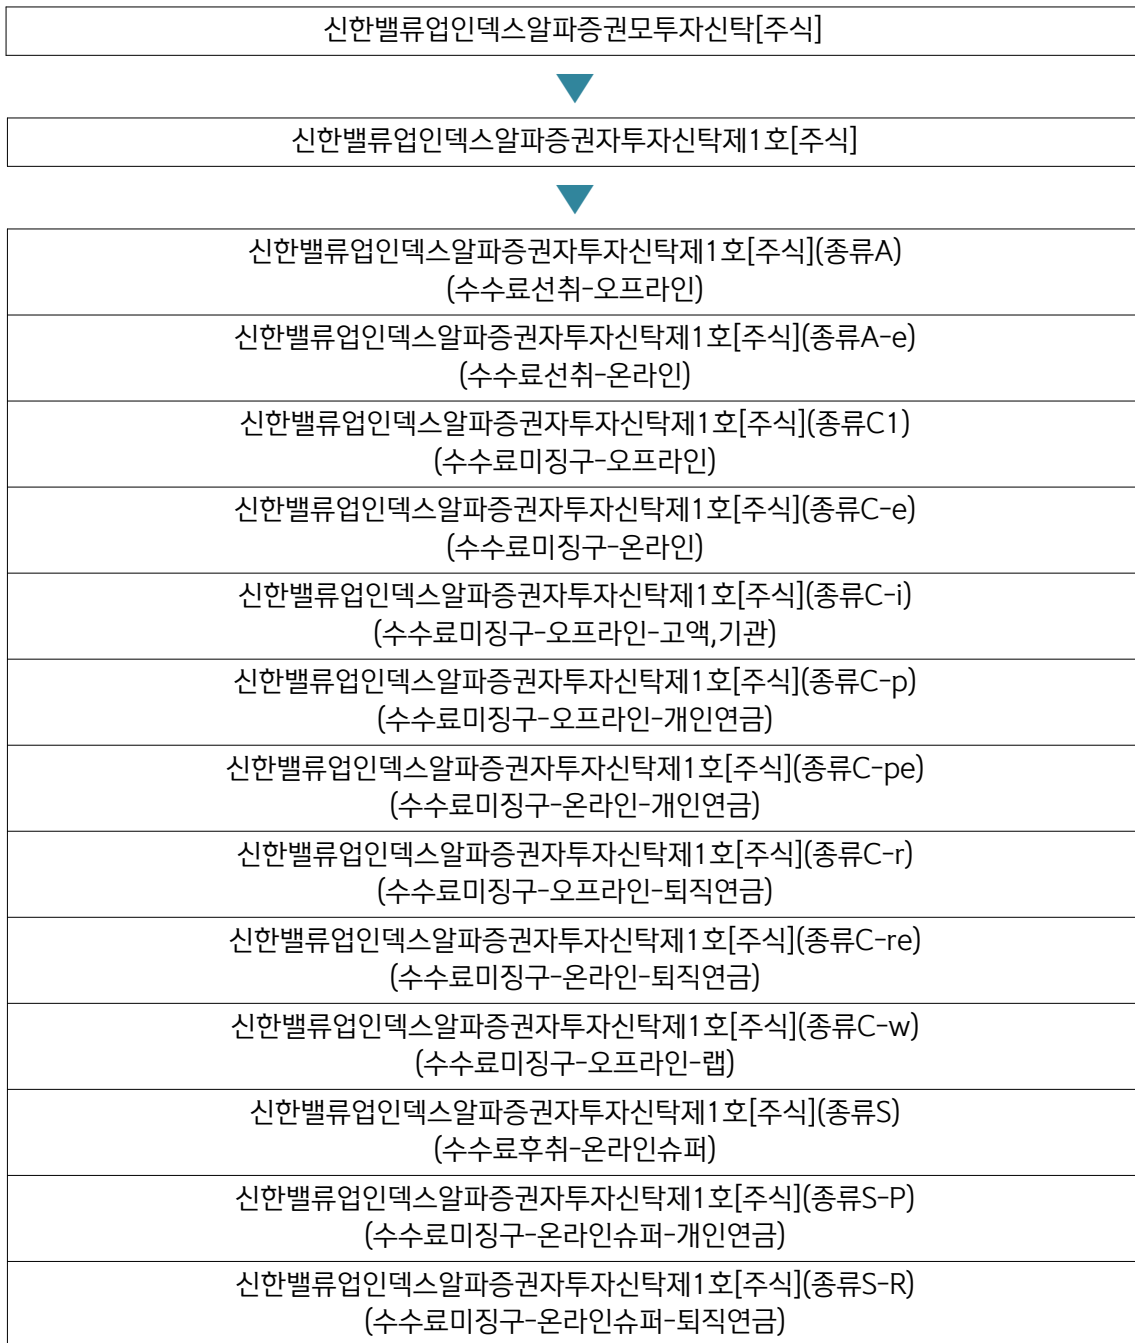 신한밸류업인덱스알파증권모투자신탁[주식]
신한밸류업인덱스알파증권자투자신탁제1호[주식]
신한밸류업인덱스알파증권자투자신탁제1호[주식](종류A)
(수수료선취-오프라인)
신한밸류업인덱스알파증권자투자신탁제1호[주식](종류A-e)
(수수료선취-온라인)
신한밸류업인덱스알파증권자투자신탁제1호[주식](종류C1)
(수수료미징구-오프라인)
신한밸류업인덱스알파증권자투자신탁제1호[주식](종류C-e)
(수수료미징구-온라인)
신한밸류업인덱스알파증권자투자신탁제1호[주식](종류C-i)
(수수료미징구-오프라인-고액,기관)
신한밸류업인덱스알파증권자투자신탁제1호[주식](종류C-p)
(수수료미징구-오프라인-개인연금)
신한밸류업인덱스알파증권자투자신탁제1호[주식](종류C-pe)
(수수료미징구-온라인-개인연금)
신한밸류업인덱스알파증권자투자신탁제1호[주식](종류C-r)
(수수료미징구-오프라인-퇴직연금)
신한밸류업인덱스알파증권자투자신탁제1호[주식](종류C-re)
(수수료미징구-온라인-퇴직연금)
신한밸류업인덱스알파증권자투자신탁제1호[주식](종류C-w)
(수수료미징구-오프라인-랩)
신한밸류업인덱스알파증권자투자신탁제1호[주식](종류S)
(수수료후취-온라인슈퍼)
신한밸류업인덱스알파증권자투자신탁제1호[주식](종류S-P)
(수수료미징구-온라인슈퍼-개인연금)
신한밸류업인덱스알파증권자투자신탁제1호[주식](종류S-R)
(수수료미징구-온라인슈퍼-퇴직연금)